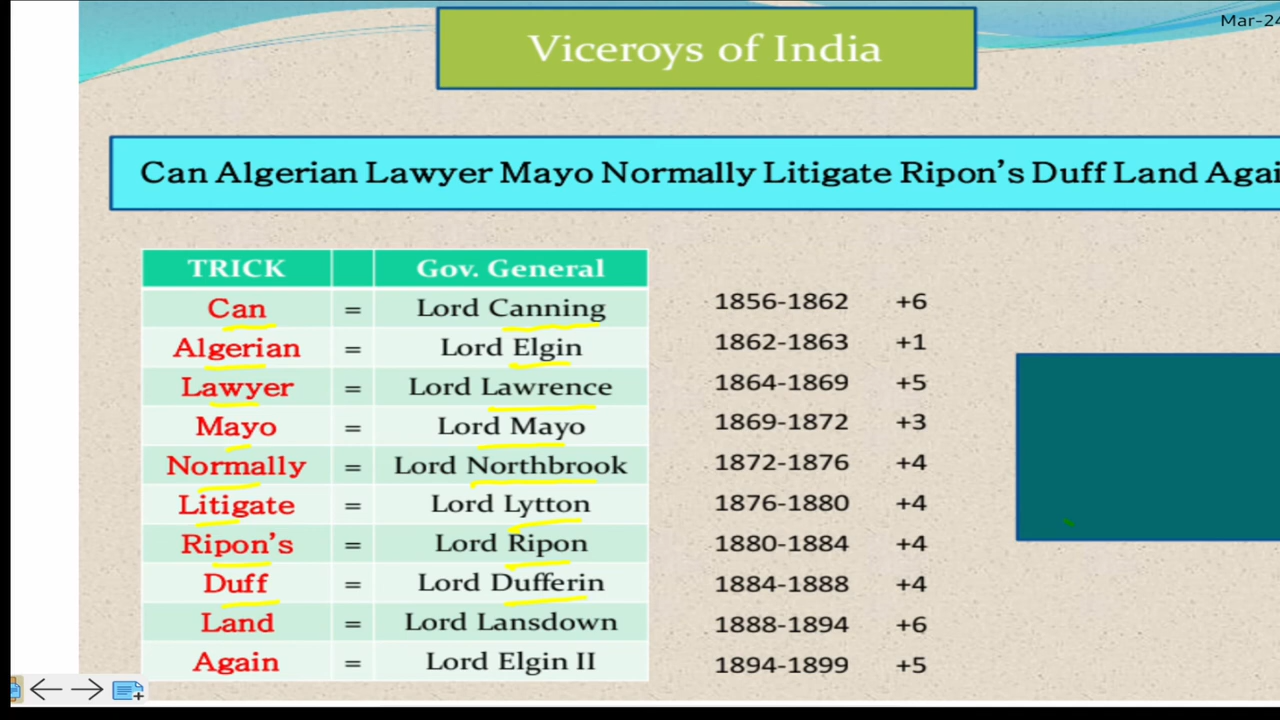 Mar-24
Viceroys of India
Can Algerian Lawyer Mayo Normally Litigate Ripon's Duff Land Agai
TRICK Gov. General
Can = Lord Canning 1856-1862 +6
Algerian = Lord Elgin 1862-1863 +1
Lawyer = Lord Lawrence 1864-1869 +5
Mayo = Lord Mayo 1869-1872 +3
Normally = Lord Northbrook 1872-1876 +4
Litigate = Lord Lytton 1876-1880 +4
Ripon's = Lord Ripon 1880-1884 +4
Duff = Lord Dufferin 1884-1888 +4
Land = Lord Lansdown 1888-1894 +6
Again = Lord Elgin II 1894-1899 +5